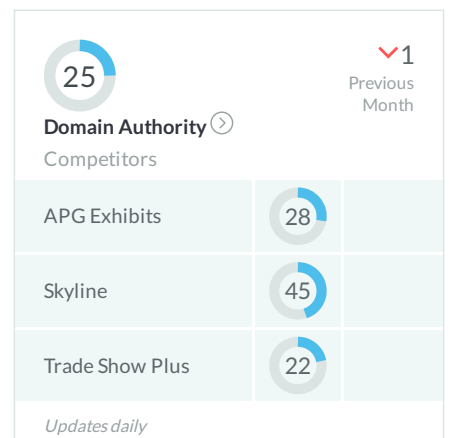 25
1
Previous
Month
Domain Authority
Competitors
APG Exhibits 28
Skyline 45
Trade Show Plus 22
Updates daily